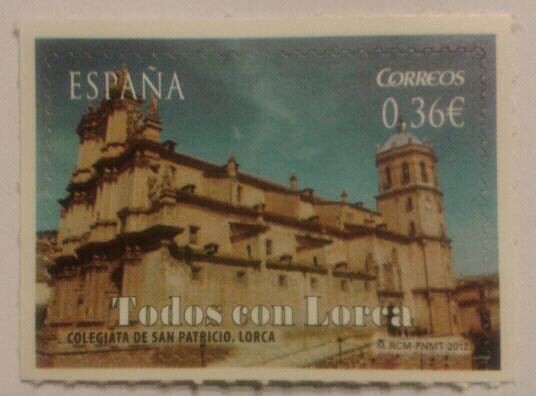 ESPAÑA
CORREOS
0,36€
Todos con Lorca
COLEGIATA DE SAN PATRICIO. LORCA
RCM-FNMT 2012